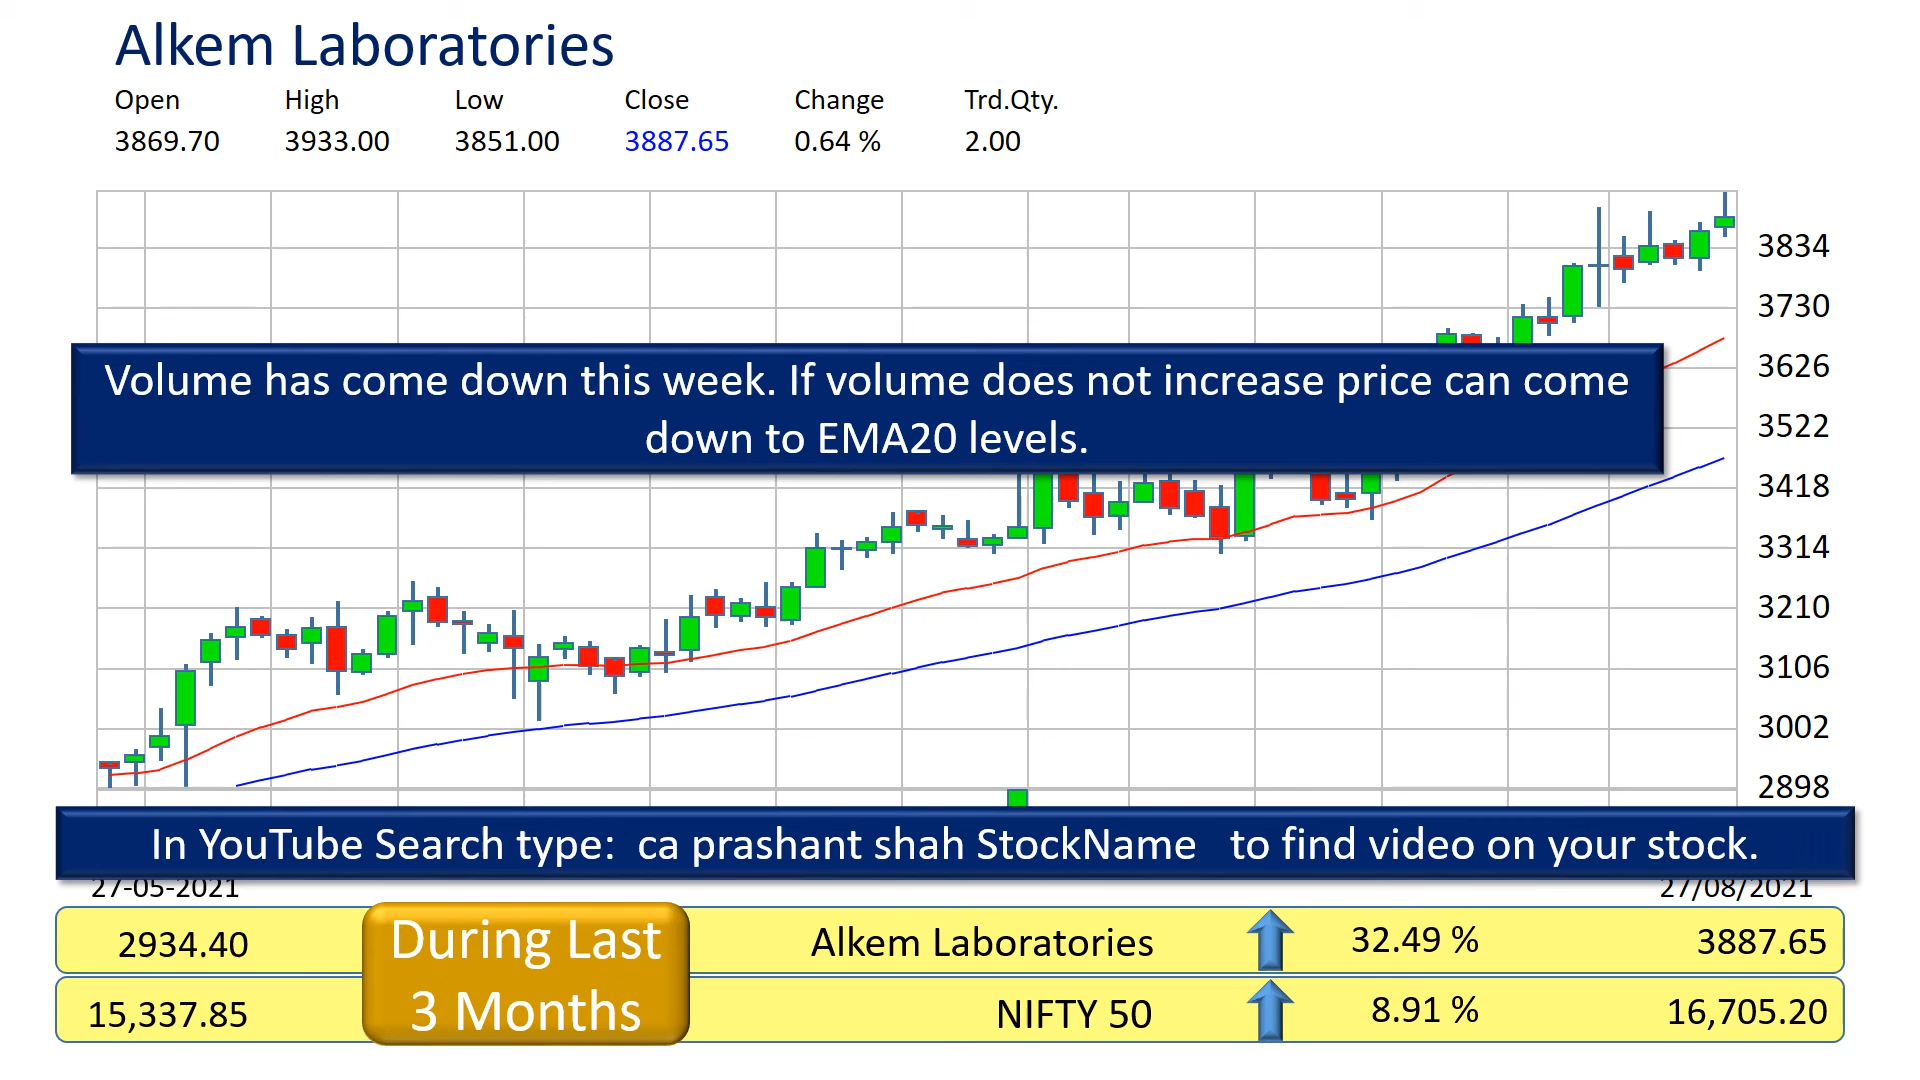 Alkem Laboratories
Open High Low Close Change Trd.Qty.
3869.70 3933.00 3851.00 3887.65 0.64 % 2.00
3834
3730
3626
Volume has come down this week. If volume does not increase price can come
down to EMA20 levels.
3522
3418
3314
3210
3106
3002
2898
In YouTube Search type: ca prashant shah StockName to find video on your stock.
27-05-2021 27/08/2021
2934.40 Alkem Laboratories 32.49 % 3887.65
During Last
3 Months
15,337.85 NIFTY 50 8.91 % 16,705.20